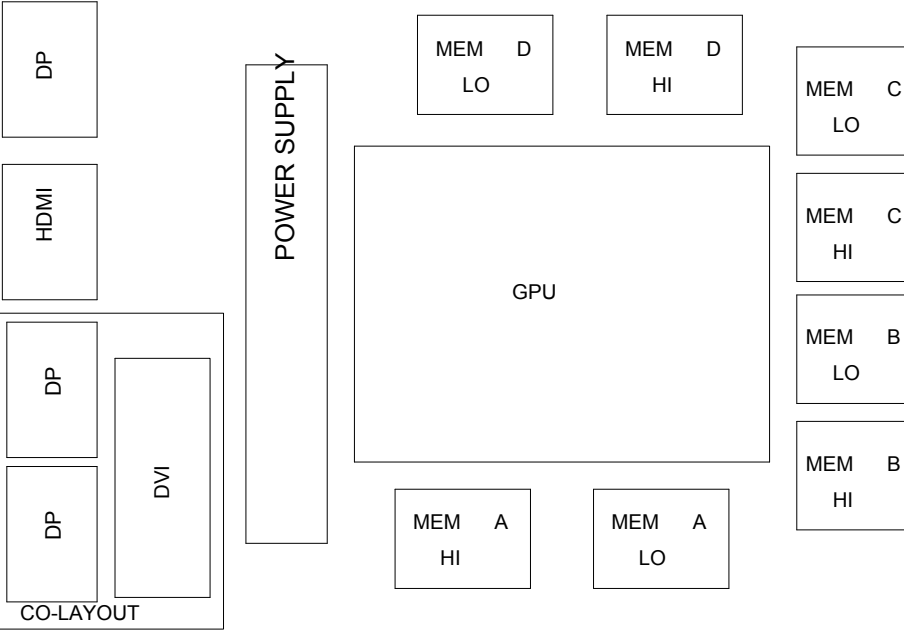 DP
HDMI
DP
DP
DVI
CO-LAYOUT
POWER SUPPLY
MEM D
LO
MEM D
HI
GPU
MEM A
HI
MEM A
LO
MEM C
LO
MEM C
HI
MEM B
LO
MEM B
HI